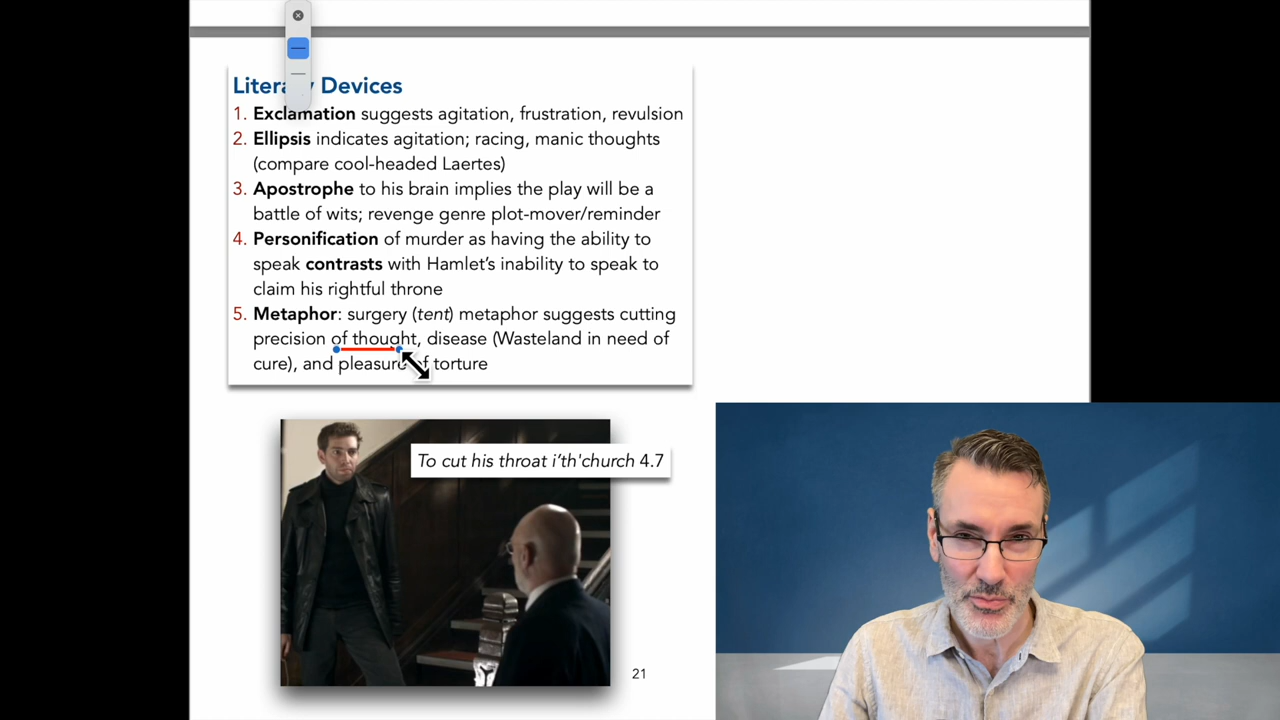 Literary Devices
1. Exclamation suggests agitation, frustration, revulsion
2. Ellipsis indicates agitation; racing, manic thoughts
(compare cool-headed Laertes)
3. Apostrophe to his brain implies the play will be a
battle of wits; revenge genre plot-mover/reminder
4. Personification of murder as having the ability to
speak contrasts with Hamlet's inability to speak to
claim his rightful throne
5. Metaphor: surgery (tent) metaphor suggests cutting
precision of thought, disease (Wasteland in need of
cure), and pleasure of torture
To cut his throat i'th'church 4.7
21